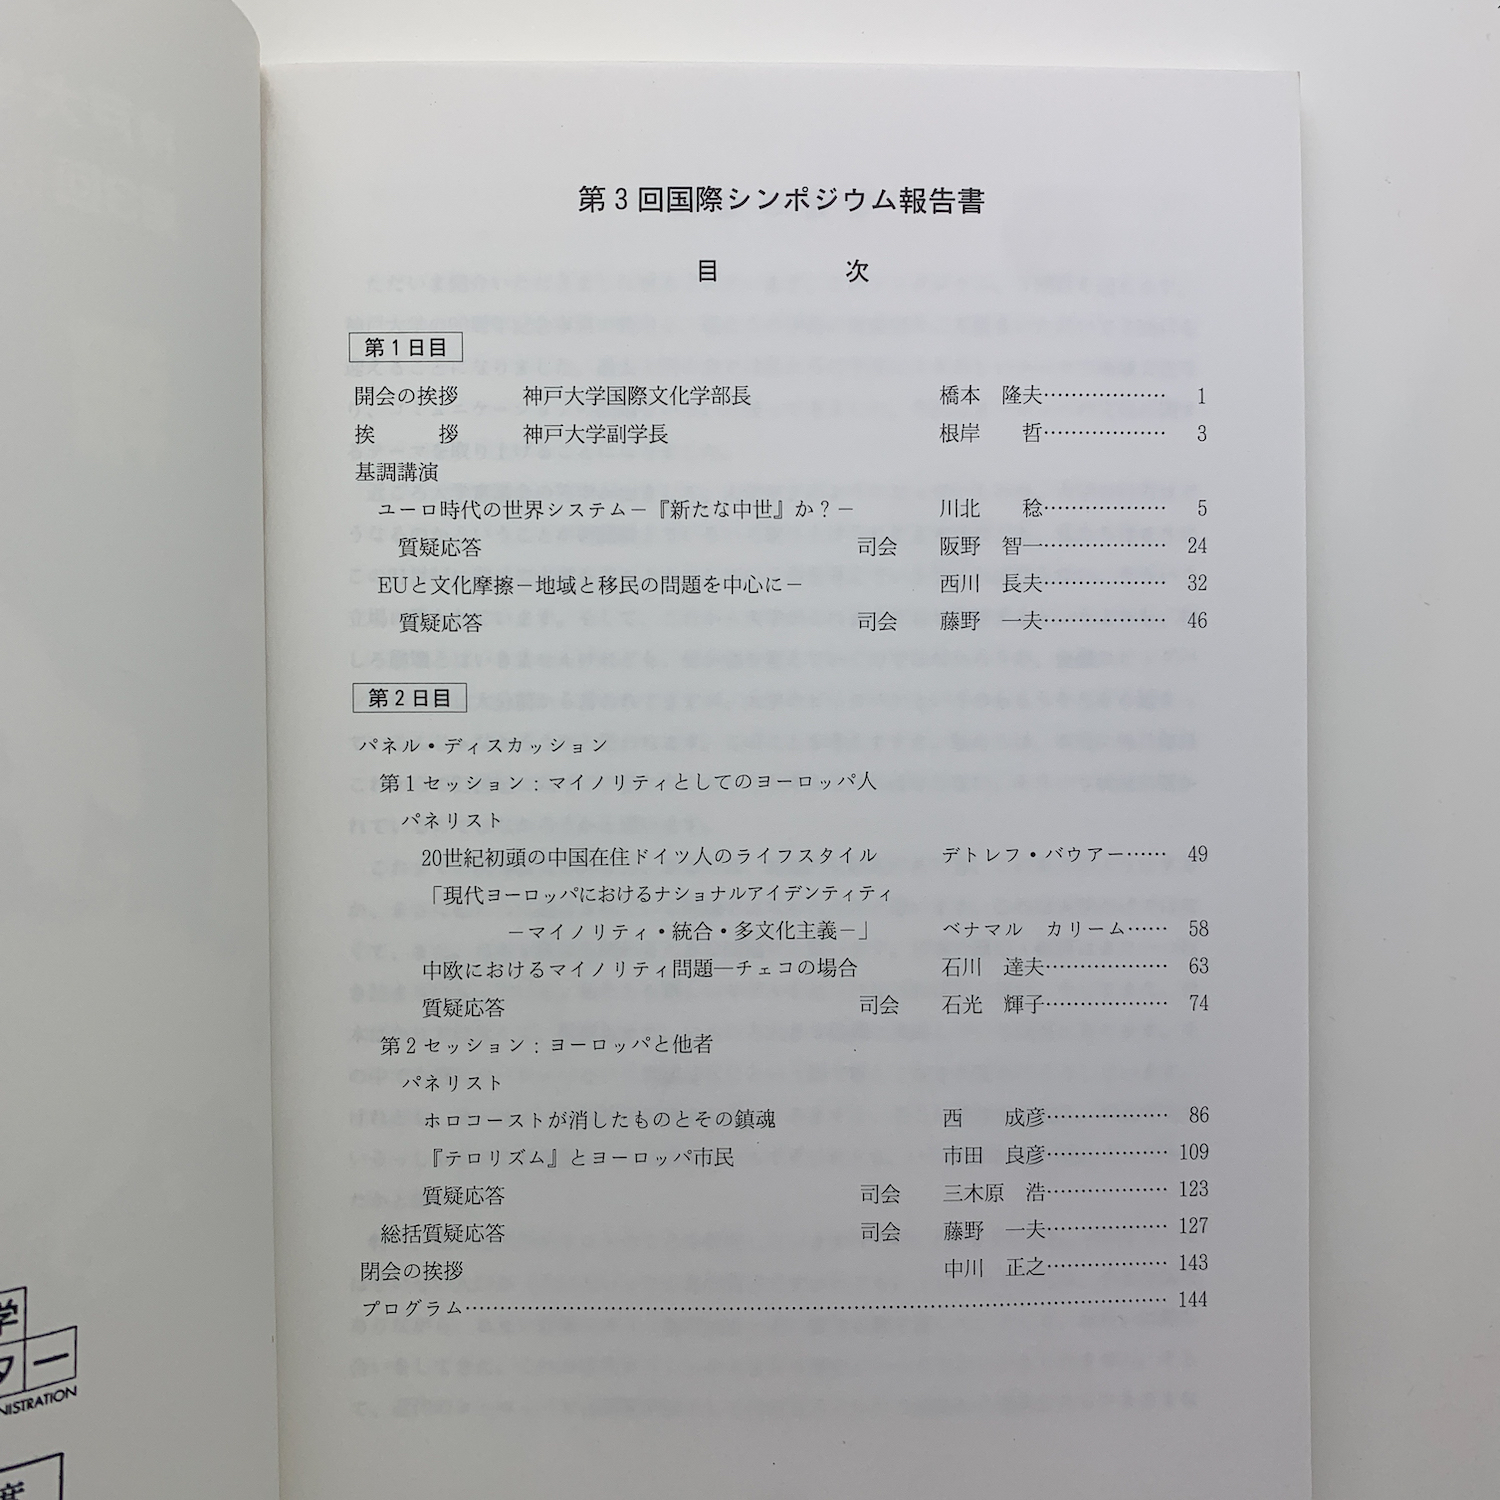 第3回国際シンポジウム報告書
目 次
第1日目
開会の挨拶 神戸大学国際文化学部長 橋本 隆夫……………… 1
挨 拶 神戸大学副学長 根岸 哲……………… 3
基調講演
ユーロ時代の世界システム−『新たな中世』か?− 川北 稔……………… 5
質疑応答 司会 阪野 智一……………… 24
EUと文化摩擦−地域と移民の問題を中心に− 西川 長夫……………… 32
質疑応答 司会 藤野 一夫……………… 46
第2日目
パネル・ディスカッション
第1セッション:マイノリティとしてのヨーロッパ人
パネリスト
20世紀初頭の中国在住ドイツ人のライフスタイル デトレフ・バウアー…… 49
「現代ヨーロッパにおけるナショナルアイデンティティ
−マイノリティ・統合・多文化主義−」 ベナマル カリーム…… 58
中欧におけるマイノリティ問題―チェコの場合 石川 達夫……………… 63
質疑応答 司会 石光 輝子……………… 74
第2セッション:ヨーロッパと他者
パネリスト
ホロコーストが消したものとその鎮魂 西 成彦……………… 86
『テロリズム』とヨーロッパ市民 市田 良彦……………… 109
質疑応答 司会 三木原 浩……………… 123
総括質疑応答 司会 藤野 一夫……………… 127
閉会の挨拶 中川 正之……………… 143
プログラム…………………………………………………………………………………… 144
学
ター
NISTRATION